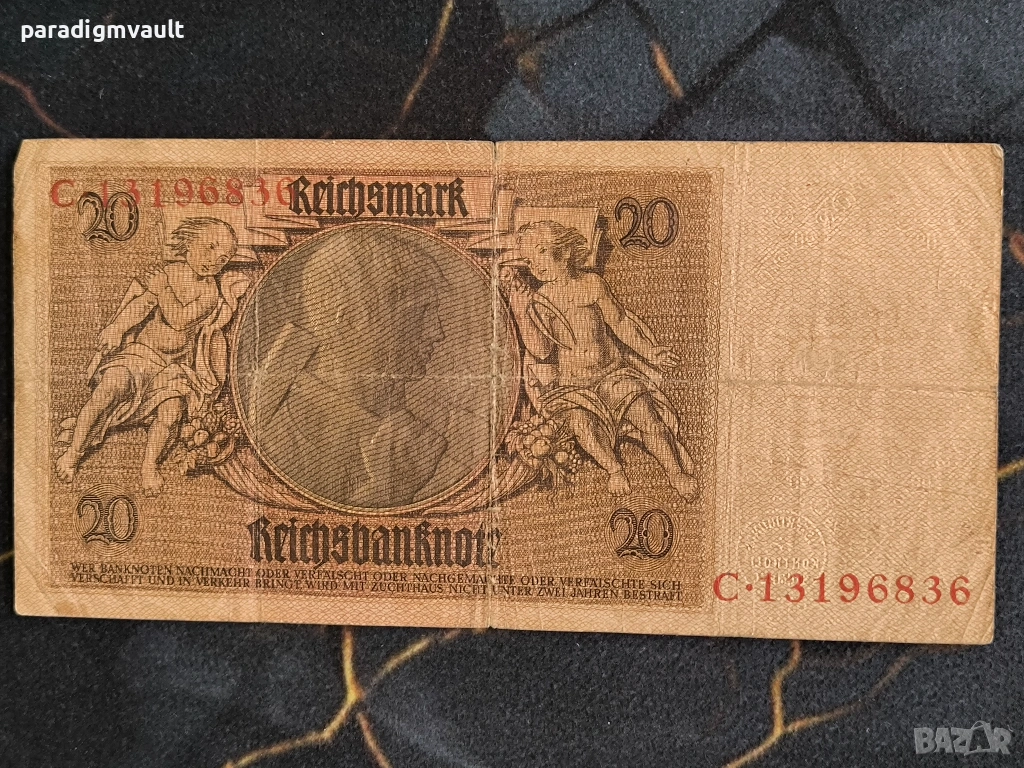 paradigmvault
C·13196836
Reichsmark
20
20
20
20
Reichsbanknote
WER BANKNOTEN NACHMACHT ODER VERFÄLSCHT ODER NACHGEMACHTE ODER VERFÄLSCHTE SICH
VERSCHAFFT UND IN VERKEHR BRINGT, WIRD MIT ZUCHTHAUS NICHT UNTER ZWEI JAHREN BESTRAFT
C·13196836
BAZAR